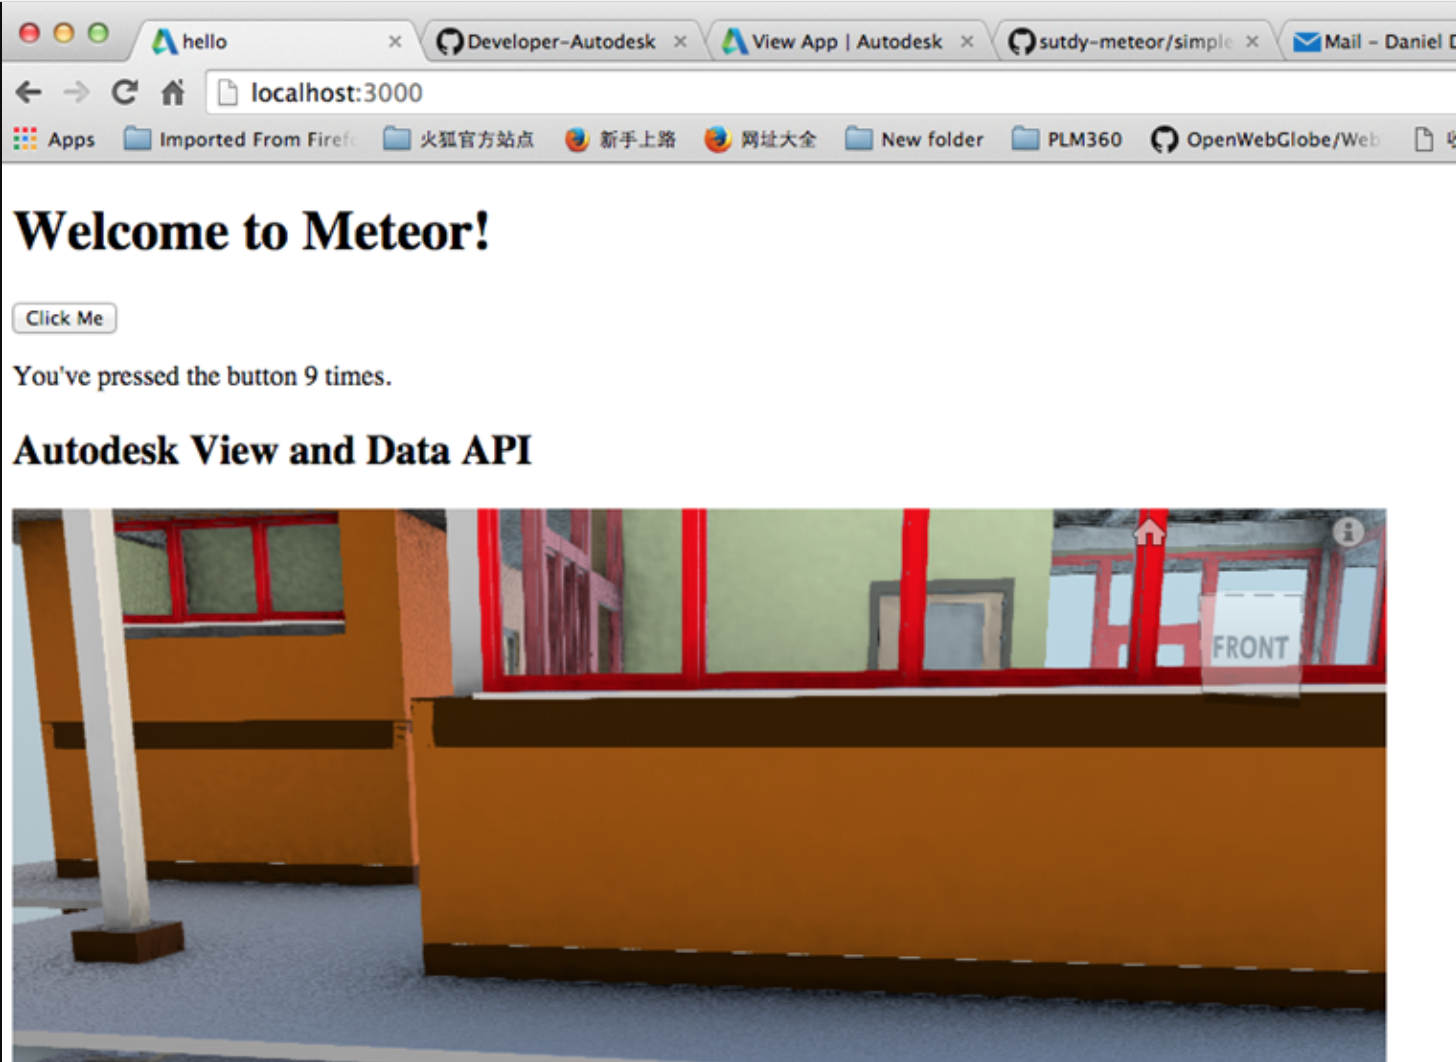 hello
Developer-Autodesk
View App | Autodesk
sutdy-meteor/simple
Mail - Daniel D
localhost:3000
Apps
Imported From Firefo
火狐官方站点
新手上路
网址大全
New folder
PLM360
OpenWebGlobe/Web
Welcome to Meteor!
Click Me
You've pressed the button 9 times.
Autodesk View and Data API
FRONT